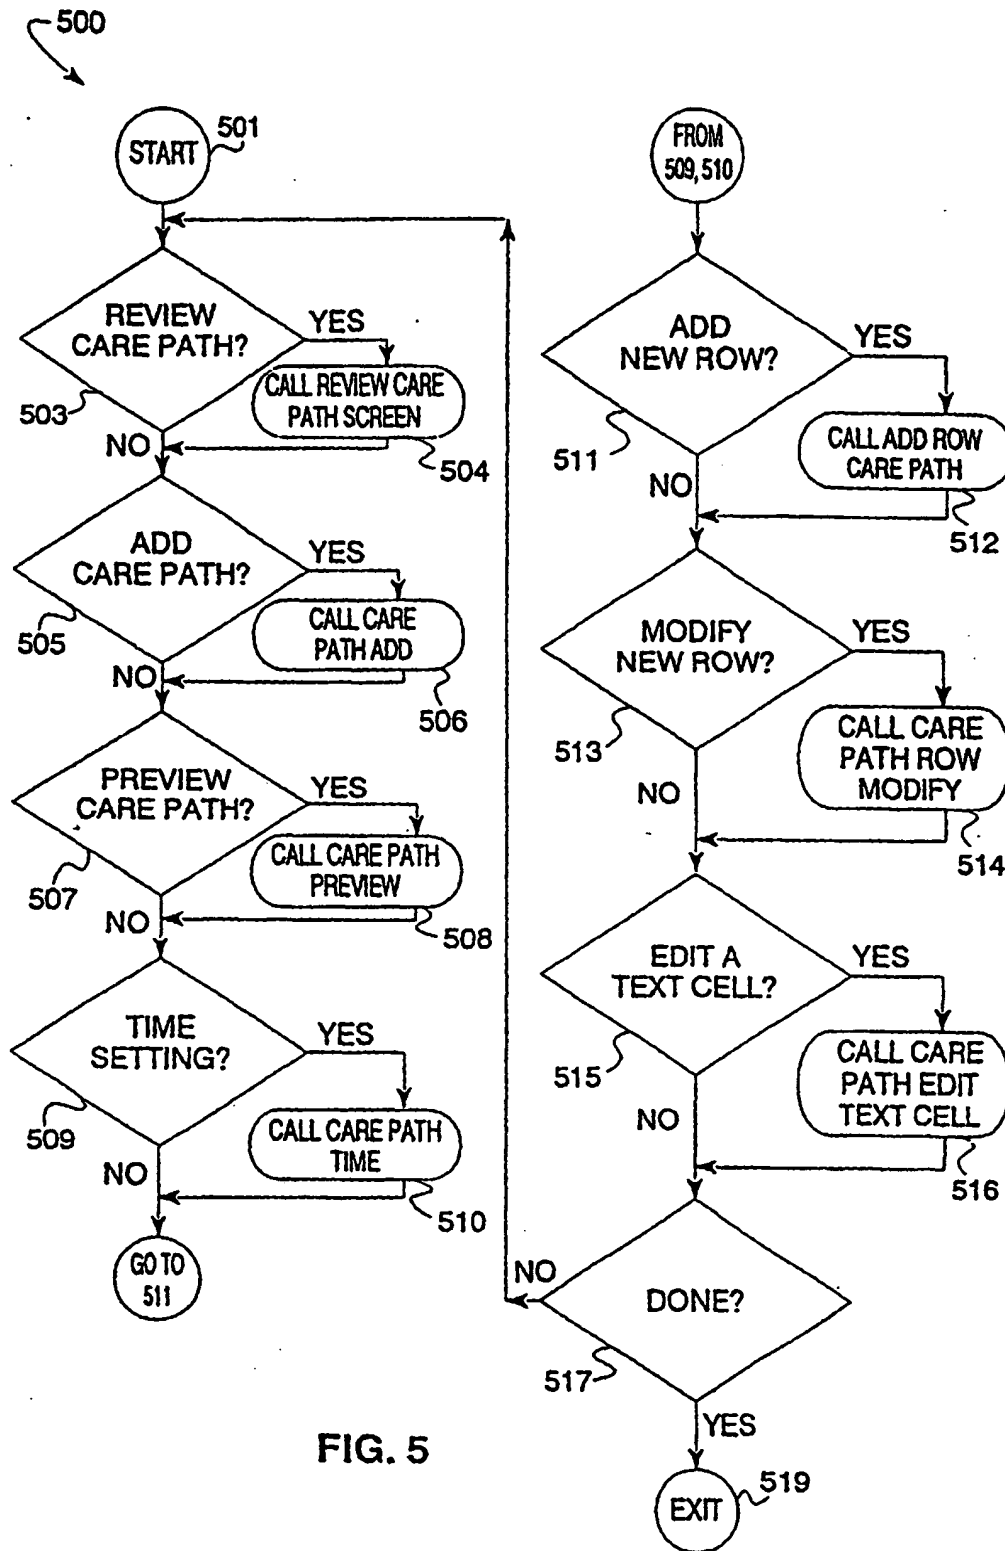 500
START
501
REVIEW
CARE PATH?
YES
503
CALL REVIEW CARE
PATH SCREEN
NO
504
ADD
CARE PATH?
YES
505
CALL CARE
PATH ADD
NO
506
PREVIEW
CARE PATH?
YES
507
CALL CARE PATH
PREVIEW
NO
508
TIME
SETTING?
YES
509
CALL CARE PATH
TIME
NO
510
GO TO
511
FROM
509, 510
ADD
NEW ROW?
YES
511
CALL ADD ROW
CARE PATH
NO
512
MODIFY
NEW ROW?
YES
513
CALL CARE
PATH ROW
MODIFY
NO
514
EDIT A
TEXT CELL?
YES
515
CALL CARE
PATH EDIT
TEXT CELL
NO
516
NO
DONE?
517
YES
519
EXIT
FIG. 5